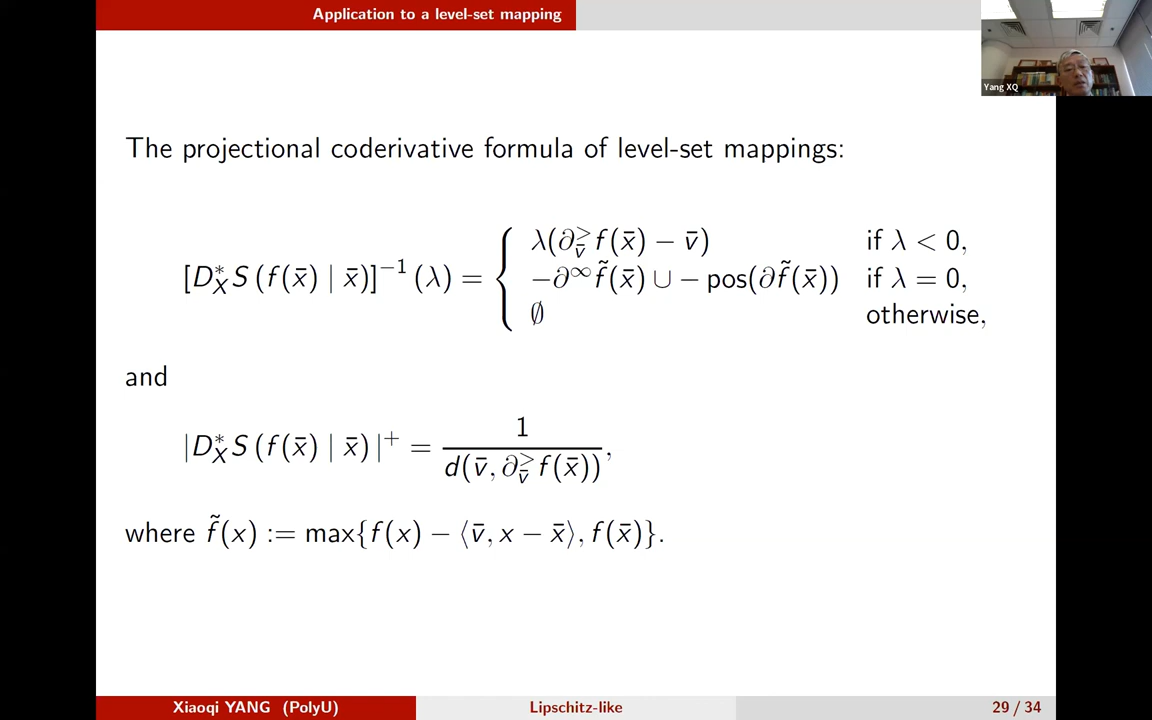 Application to a level-set mapping
Yang XQ
The projectional coderivative formula of level-set mappings:
[D*_X S (f(x̄) | x̄)]⁻¹ (λ) = { λ(∂^≥_v̄ f(x̄) − v̄) if λ < 0,
−∂^∞ f̃(x̄) ∪ − pos(∂f̃(x̄)) if λ = 0,
∅ otherwise,
and
|D*_X S (f(x̄) | x̄) |⁺ = 1 / d(v̄, ∂^≥_v̄ f(x̄)),
where f̃(x) := max{f(x) − ⟨v̄, x − x̄⟩, f(x̄)}.
Xiaoqi YANG (PolyU) Lipschitz-like 29 / 34